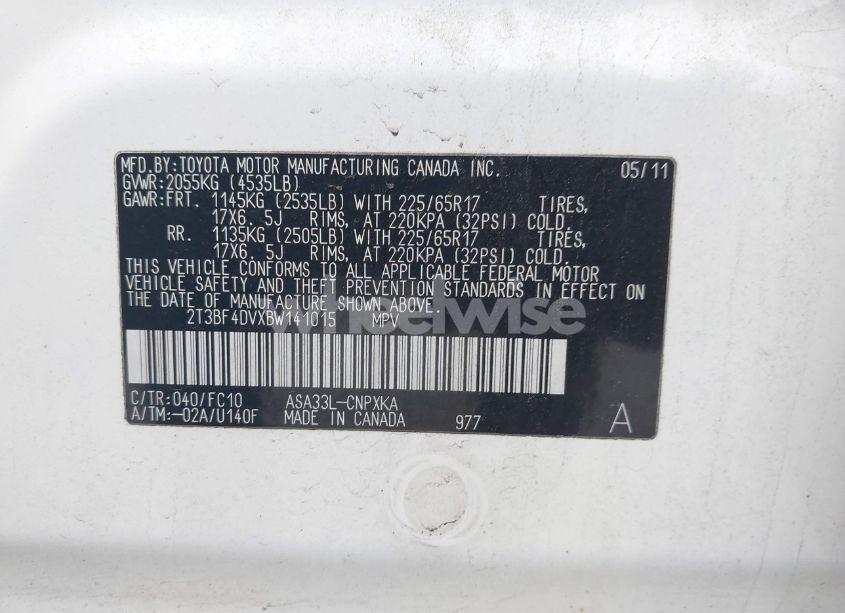 MFD.BY:TOYOTA MOTOR MANUFACTURING CANADA INC. 05/11
GVWR:2055KG (4535LB)
GAWR:FRT. 1145KG (2535LB) WITH 225/65R17 TIRES,
17X6. 5J RIMS, AT 220KPA (32PSI) COLD,
RR. 1135KG (2505LB) WITH 225/65R17 TIRES,
17X6. 5J RIMS, AT 220KPA (32PSI) COLD.
THIS VEHICLE CONFORMS TO ALL APPLICABLE FEDERAL MOTOR
VEHICLE SAFETY AND THEFT PREVENTION STANDARDS IN EFFECT ON
THE DATE OF MANUFACTURE SHOWN ABOVE.
wheelwise
2T3BF4DVXBW141015 MPV
C/TR:040/FC10 ASA33L-CNPXKA
A/TM:-02A/U140F MADE IN CANADA 977 A